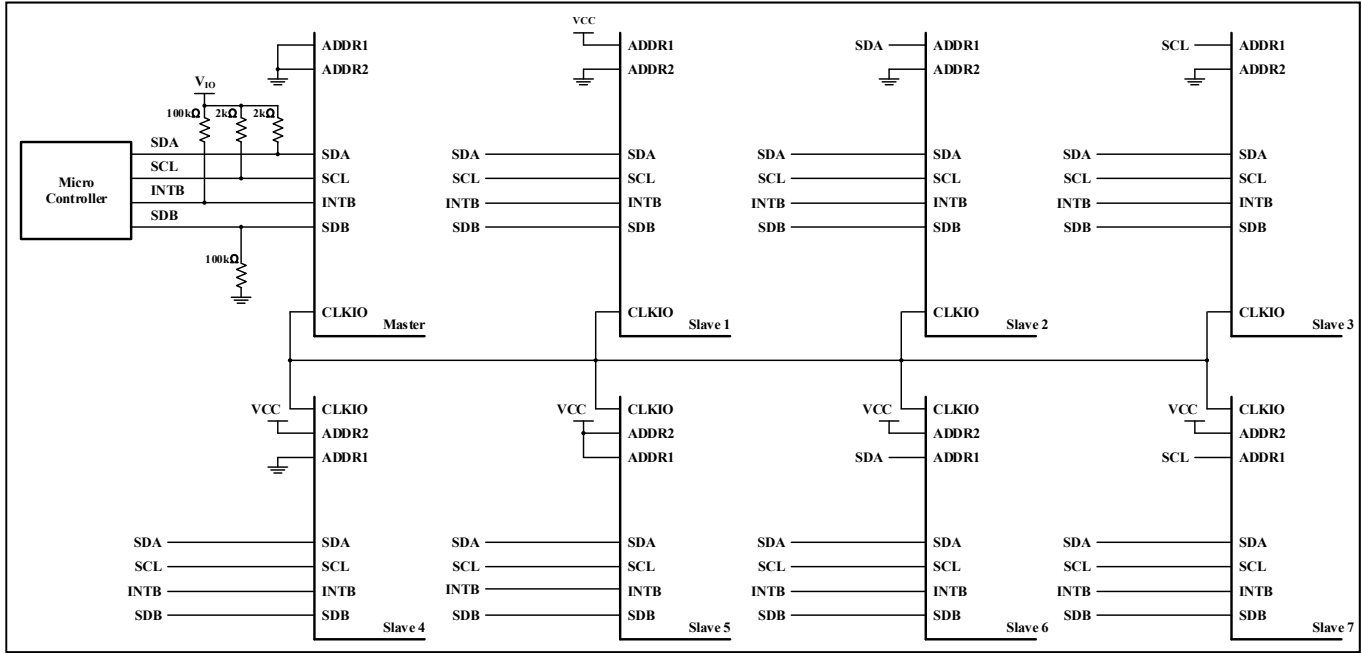 ADDR1
ADDR2
VIO
100kΩ 2kΩ 2kΩ
SDA
SCL
INTB
SDB
Micro
Controller
100kΩ
SDA
SCL
INTB
SDB
CLKIO
Master
VCC
ADDR1
ADDR2
SDA SDA
SCL SCL
INTB INTB
SDB SDB
CLKIO
Slave 1
SDA ADDR1
ADDR2
SDA SDA
SCL SCL
INTB INTB
SDB SDB
CLKIO
Slave 2
SCL ADDR1
ADDR2
SDA SDA
SCL SCL
INTB INTB
SDB SDB
CLKIO
Slave 3
VCC CLKIO
ADDR2
ADDR1
SDA SDA
SCL SCL
INTB INTB
SDB SDB
Slave 4
VCC CLKIO
ADDR2
ADDR1
SDA SDA
SCL SCL
INTB INTB
SDB SDB
Slave 5
VCC CLKIO
ADDR2
SDA ADDR1
SDA SDA
SCL SCL
INTB INTB
SDB SDB
Slave 6
VCC CLKIO
ADDR2
SCL ADDR1
SDA SDA
SCL SCL
INTB INTB
SDB SDB
Slave 7